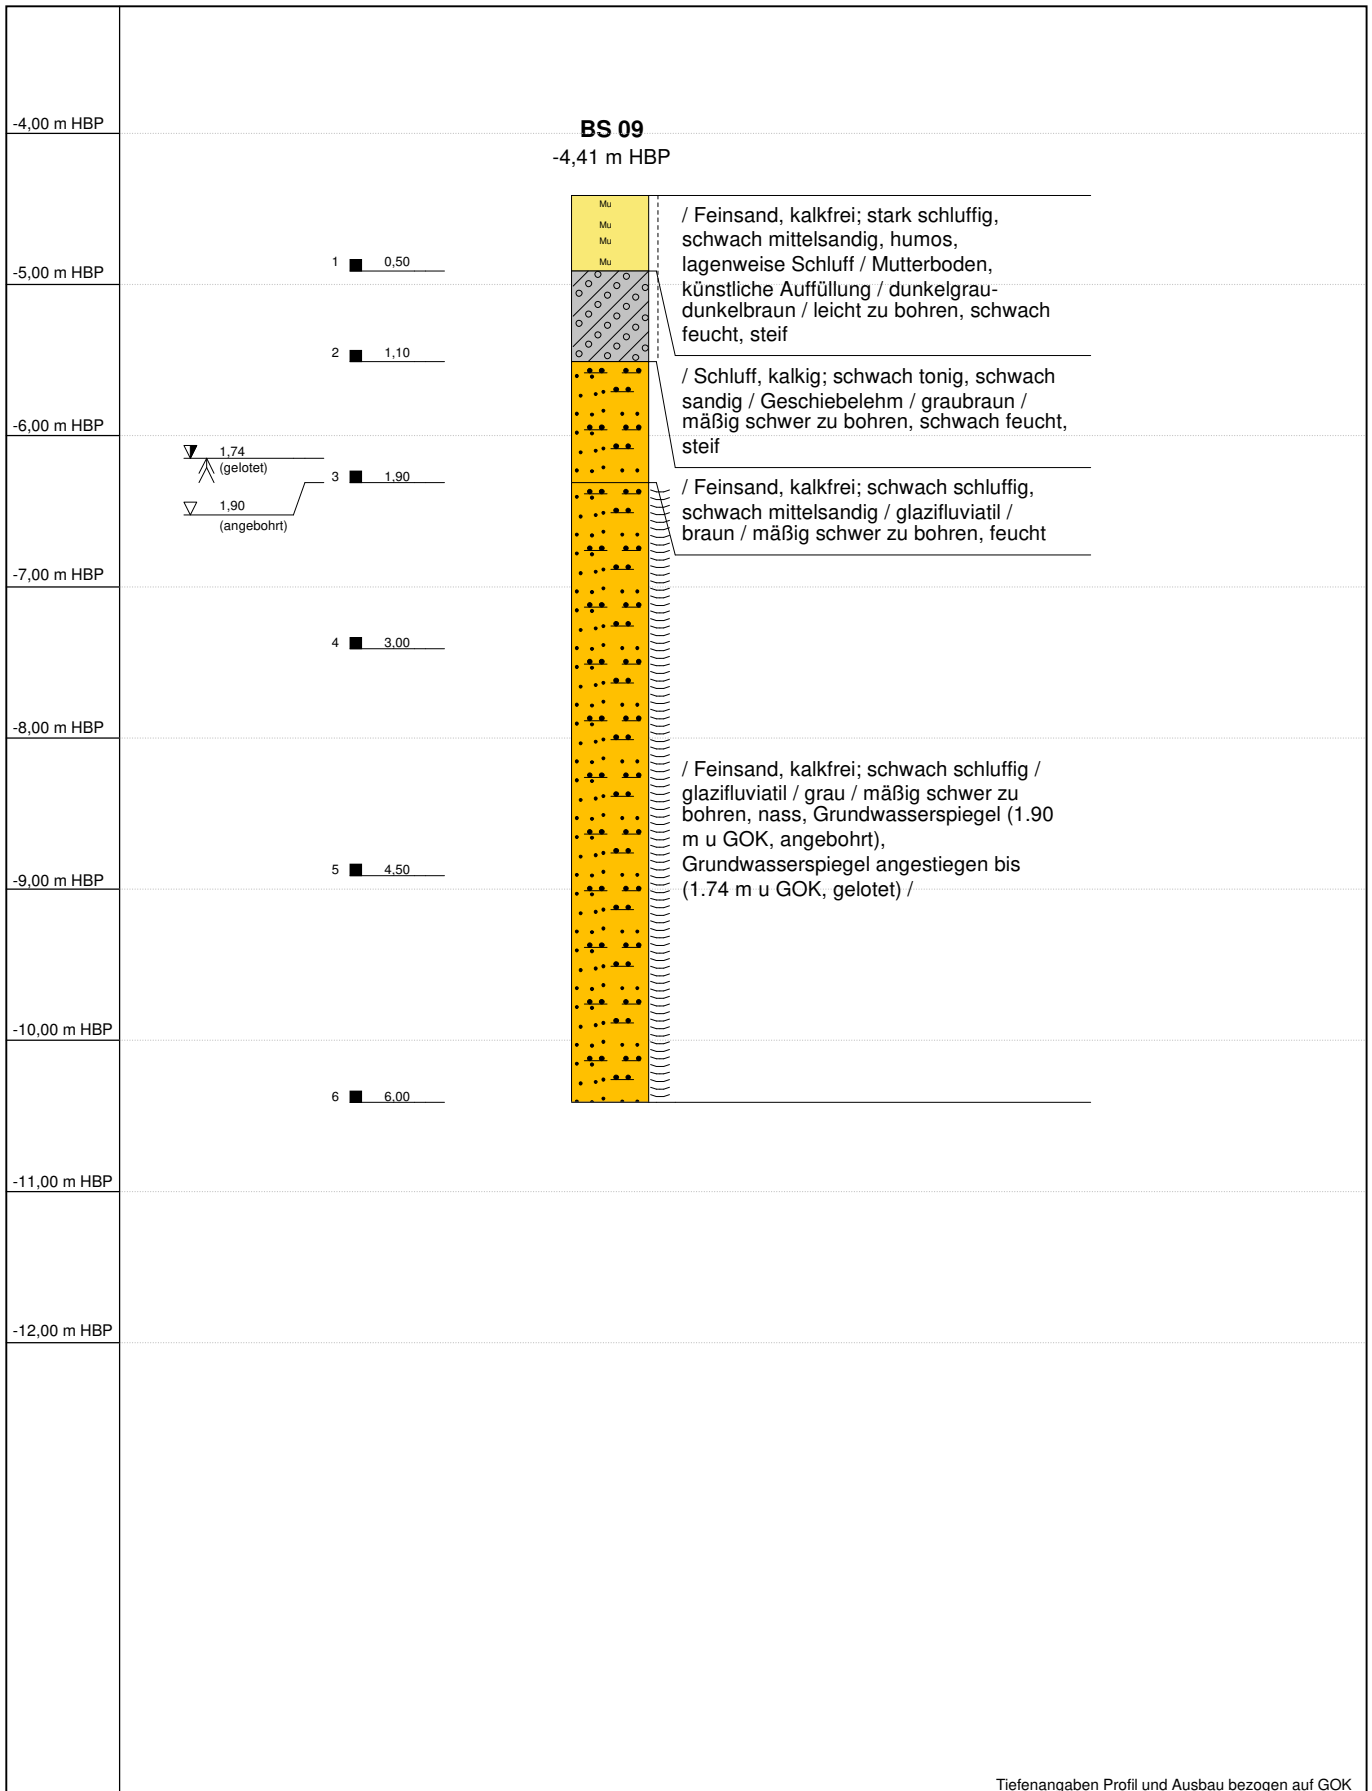 -4,00 m HBP
BS 09
-4,41 m HBP
Mu
Mu
Mu
Mu
/ Feinsand, kalkfrei; stark schluffig,
schwach mittelsandig, humos,
lagenweise Schluff / Mutterboden,
künstliche Auffüllung / dunkelgrau-
dunkelbraun / leicht zu bohren, schwach
feucht, steif
1 0,50
-5,00 m HBP
2 1,10
/ Schluff, kalkig; schwach tonig, schwach
sandig / Geschiebelehm / graubraun /
mäßig schwer zu bohren, schwach feucht,
steif
-6,00 m HBP
1,74
(gelotet)
3 1,90
1,90
(angebohrt)
/ Feinsand, kalkfrei; schwach schluffig,
schwach mittelsandig / glazifluviatil /
braun / mäßig schwer zu bohren, feucht
-7,00 m HBP
4 3,00
-8,00 m HBP
/ Feinsand, kalkfrei; schwach schluffig /
glazifluviatil / grau / mäßig schwer zu
bohren, nass, Grundwasserspiegel (1.90
m u GOK, angebohrt),
Grundwasserspiegel angestiegen bis
(1.74 m u GOK, gelotet) /
5 4,50
-9,00 m HBP
-10,00 m HBP
6 6,00
-11,00 m HBP
-12,00 m HBP
Tiefenangaben Profil und Ausbau bezogen auf GOK